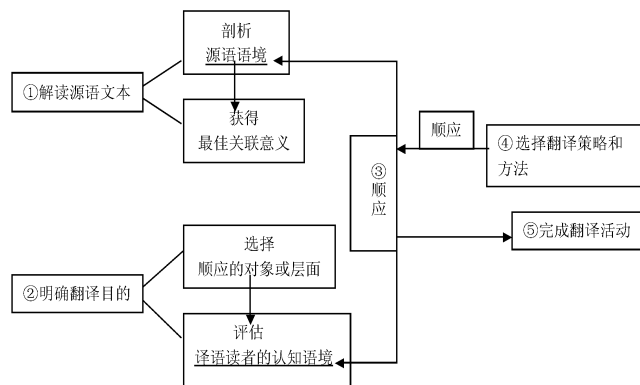 剖析
源语语境
①解读源语文本
获得
最佳关联意义
顺应
④选择翻译策略和
方法
③
顺
应
⑤完成翻译活动
选择
顺应的对象或层面
②明确翻译目的
评估
译语读者的认知语境